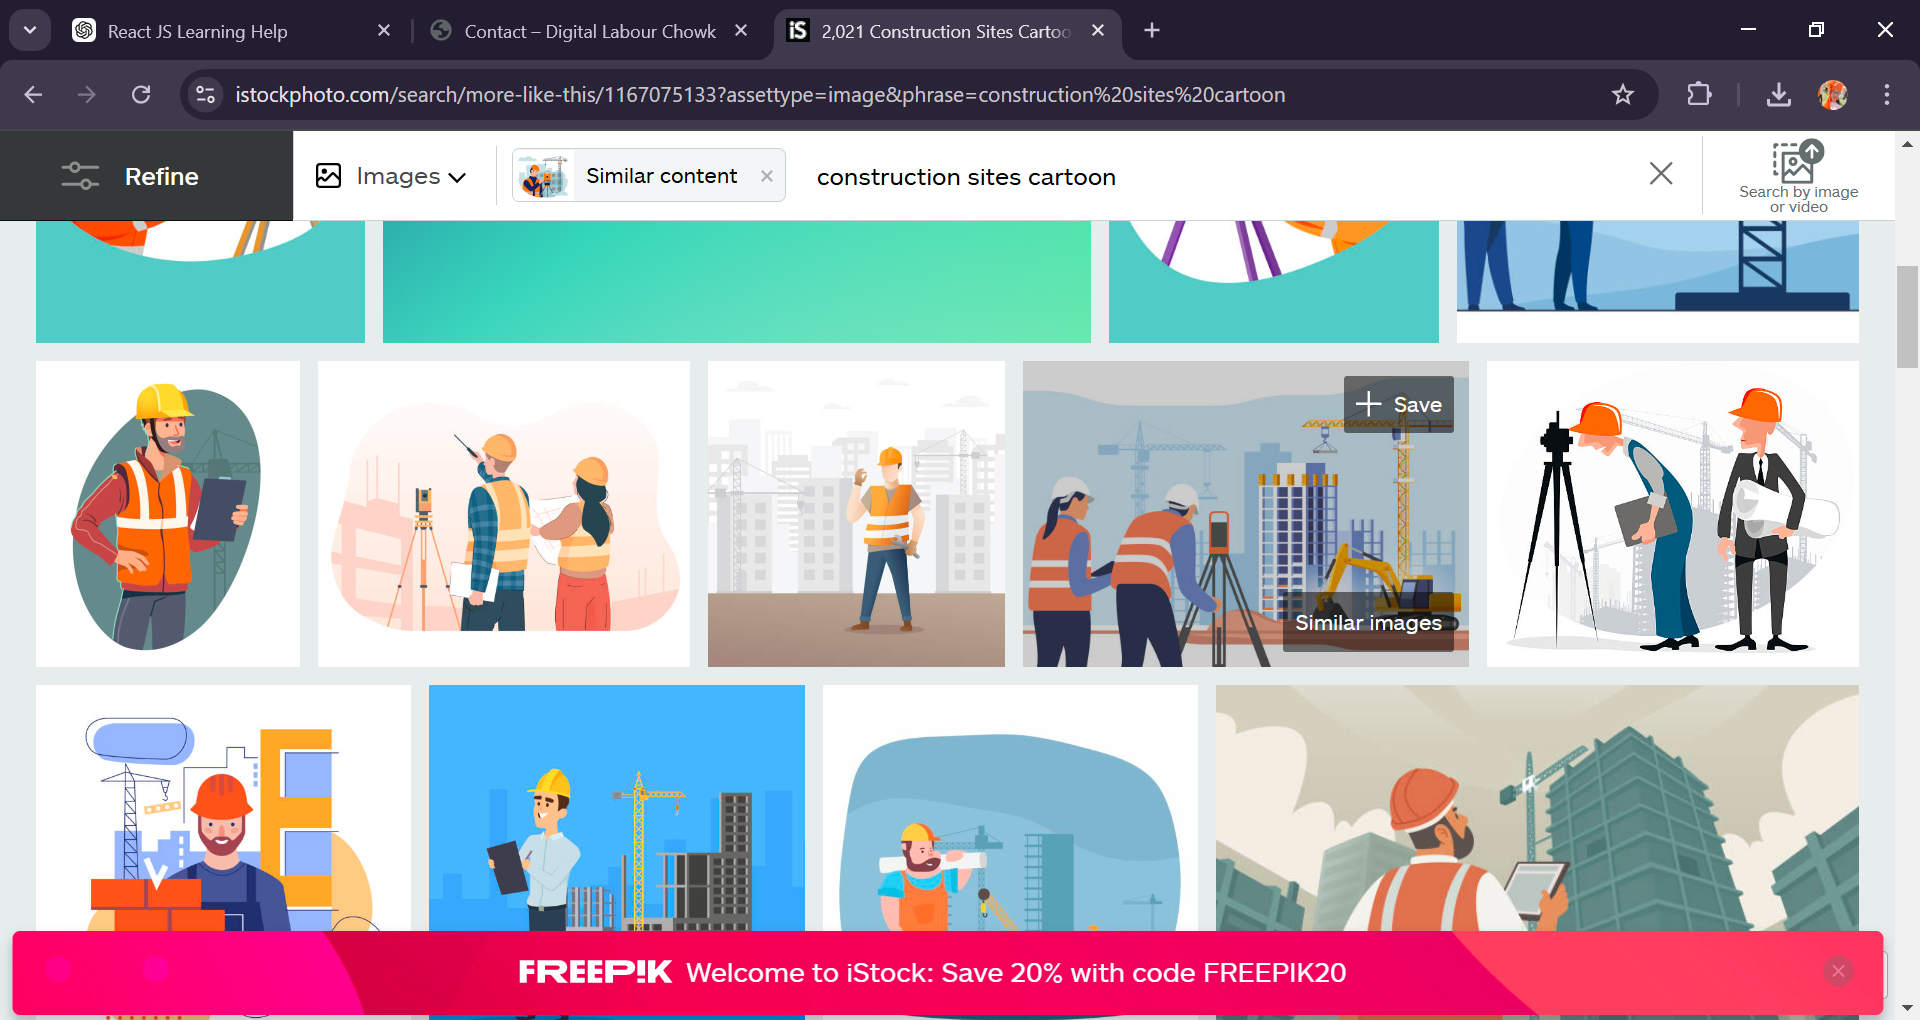 React JS Learning Help
Contact – Digital Labour Chowk
iS 2,021 Construction Sites Cartoo
istockphoto.com/search/more-like-this/1167075133?assettype=image&phrase=construction%20sites%20cartoon
Refine
Images
Similar content
construction sites cartoon
Search by image
or video
Save
Similar images
FREEP!K Welcome to iStock: Save 20% with code FREEPIK20